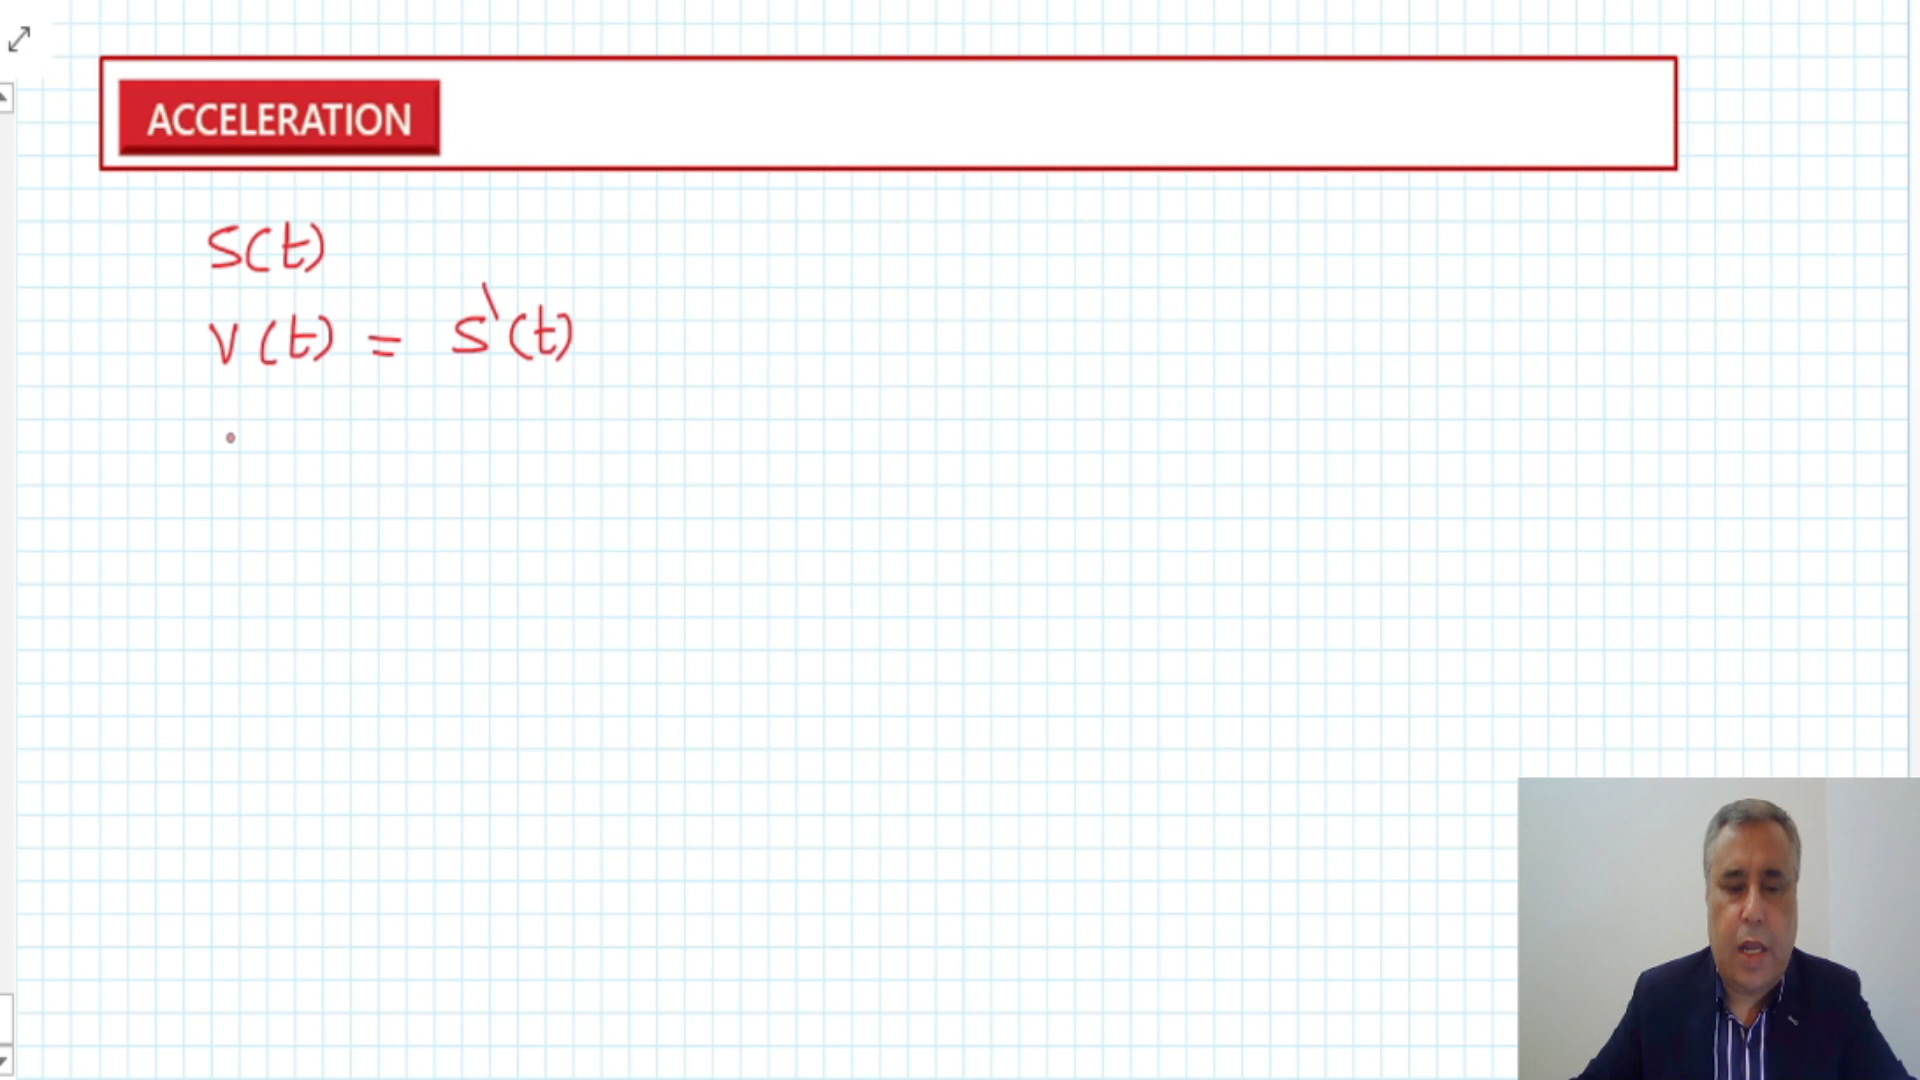 ACCELERATION
S(t)
V(t) = S'(t)